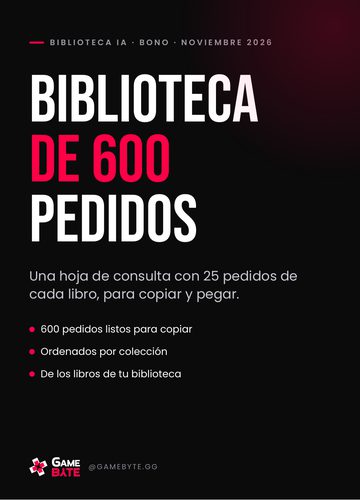 BIBLIOTECA IA · BONO · NOVIEMBRE 2026
BIBLIOTECA
DE 600
PEDIDOS
Una hoja de consulta con 25 pedidos de
cada libro, para copiar y pegar.
600 pedidos listos para copiar
Ordenados por colección
De los libros de tu biblioteca
GAME
BYTE
@GAMEBYTE.GG